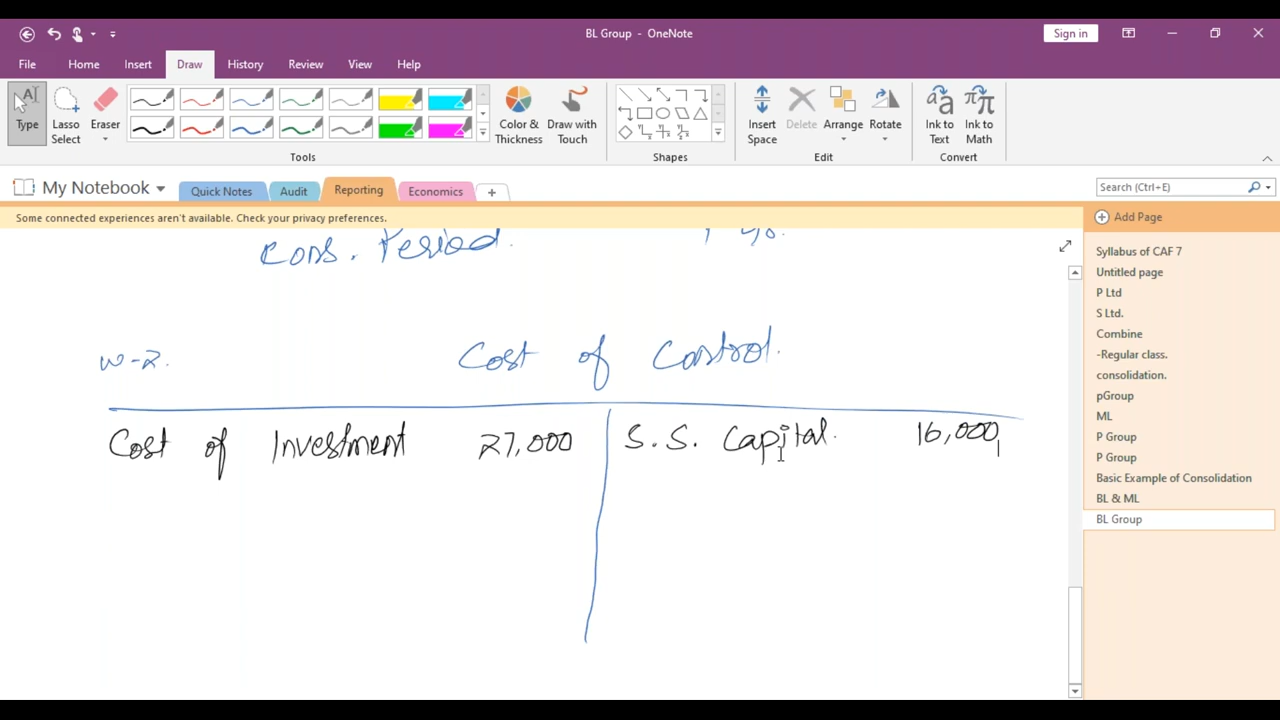 BL Group - OneNote
Sign in
File Home Insert Draw History Review View Help
Type
Lasso Select
Eraser
Color & Thickness
Draw with Touch
Insert Space
Delete
Arrange
Rotate
Ink to Text
Ink to Math
Tools
Shapes
Edit
Convert
My Notebook
Quick Notes
Audit
Reporting
Economics
Search (Ctrl+E)
Some connected experiences aren't available. Check your privacy preferences.
Add Page
Syllabus of CAF 7
Untitled page
P Ltd
S Ltd.
Combine
-Regular class.
consolidation.
pGroup
ML
P Group
P Group
Basic Example of Consolidation
BL & ML
BL Group
Cons. Period.
W-2. Cost of Control.
Cost of Investment 27,000 S.S. Capital. 16,000